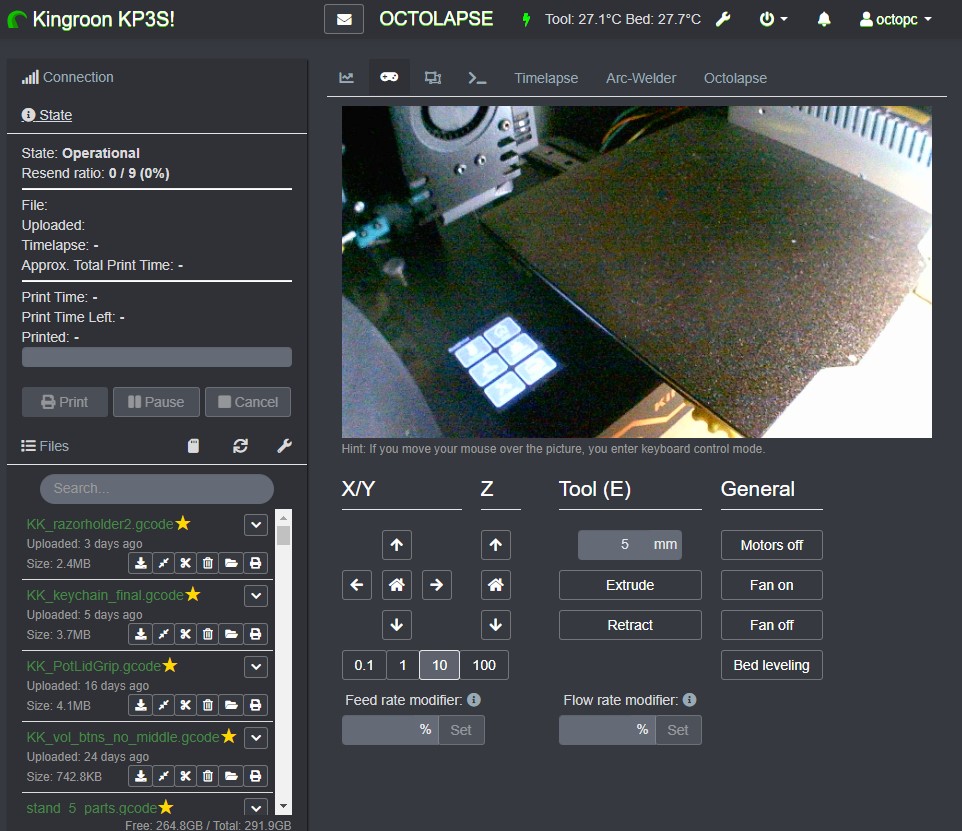 Kingroon KP3S!
OCTOLAPSE
Tool: 27.1°C Bed: 27.7°C
octopc
Connection
State
State: Operational
Resend ratio: 0 / 9 (0%)
File:
Uploaded:
Timelapse: -
Approx. Total Print Time: -
Print Time: -
Print Time Left: -
Printed: -
Print
Pause
Cancel
Files
Search...
KK_razorholder2.gcode
Uploaded: 3 days ago
Size: 2.4MB
KK_keychain_final.gcode
Uploaded: 5 days ago
Size: 3.7MB
KK_PotLidGrip.gcode
Uploaded: 16 days ago
Size: 4.1MB
KK_vol_btns_no_middle.gcode
Uploaded: 24 days ago
Size: 742.8KB
stand_5_parts.gcode
Free: 264.8GB / Total: 291.9GB
Timelapse
Arc-Welder
Octolapse
Hint: If you move your mouse over the picture, you enter keyboard control mode.
X/Y
Z
Tool (E)
General
5 mm
Motors off
Extrude
Fan on
Retract
Fan off
0.1 1 10 100
Bed leveling
Feed rate modifier:
% Set
Flow rate modifier:
% Set